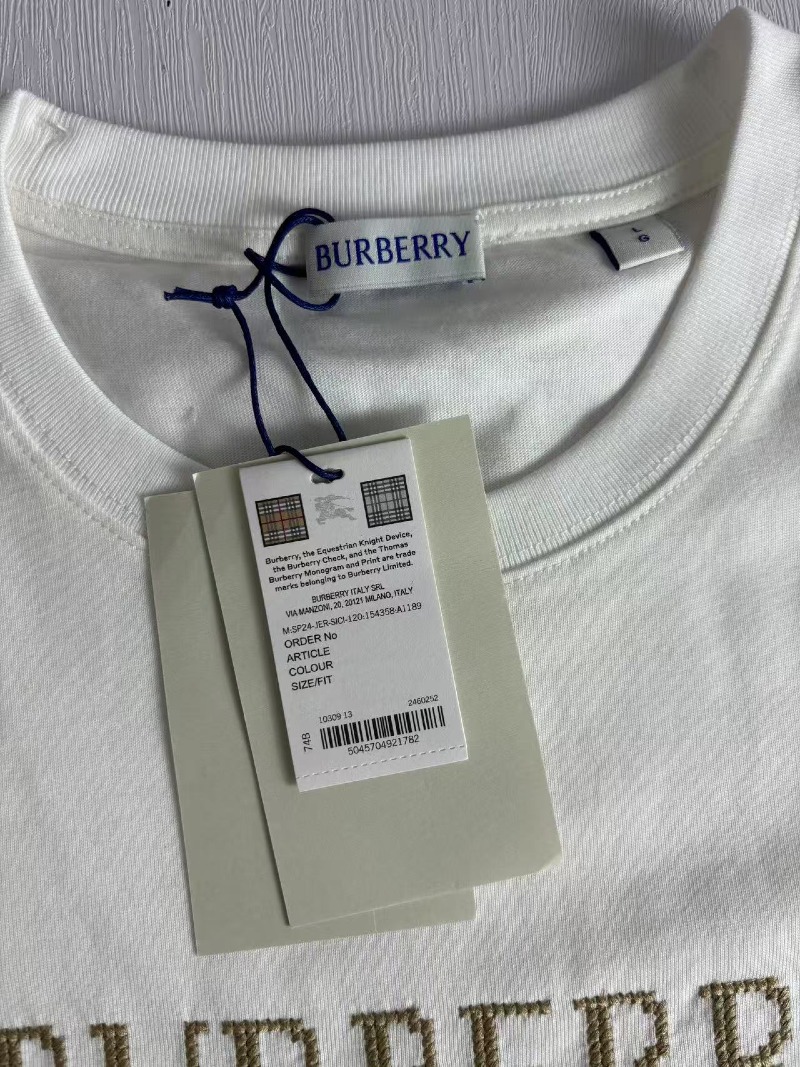 BURBERRY
L
G
Burberry, the Equestrian Knight Device,
the Burberry Check, and the Thomas
Burberry Monogram and Print are trade
marks belonging to Burberry Limited.
BURBERRY ITALY SRL
VIA MANZONI, 20, 20121 MILANO, ITALY
M:SP24-JER-SICI-120:154358:A1189
ORDER No
ARTICLE
COLOUR
SIZE/FIT
10309 13 2460252
74B
5045704921782
BURBERR